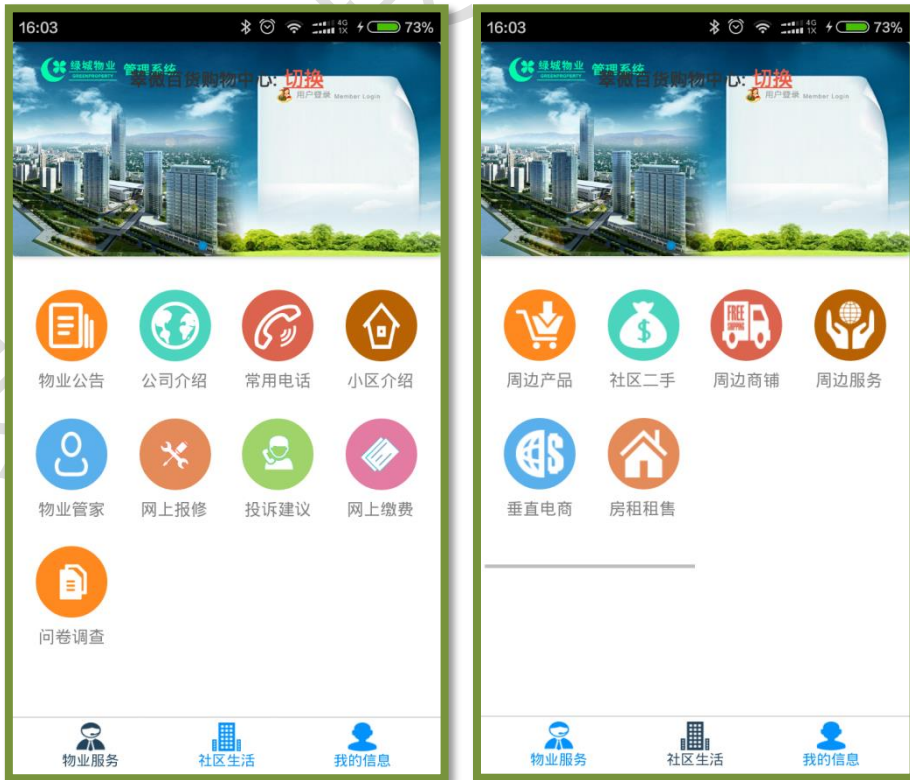 16:03 4G 1X 73%
绿城物业 管理系统
GREENPROPERTY
翠微百货购物中心: 切换
用户登录 Member Login
物业公告 公司介绍 常用电话 小区介绍
物业管家 网上报修 投诉建议 网上缴费
问卷调查
物业服务 社区生活 我的信息
16:03 4G 1X 73%
绿城物业 管理系统
GREENPROPERTY
翠微百货购物中心: 切换
用户登录 Member Login
FREE
SHIPPING
周边产品 社区二手 周边商铺 周边服务
垂直电商 房租租售
物业服务 社区生活 我的信息